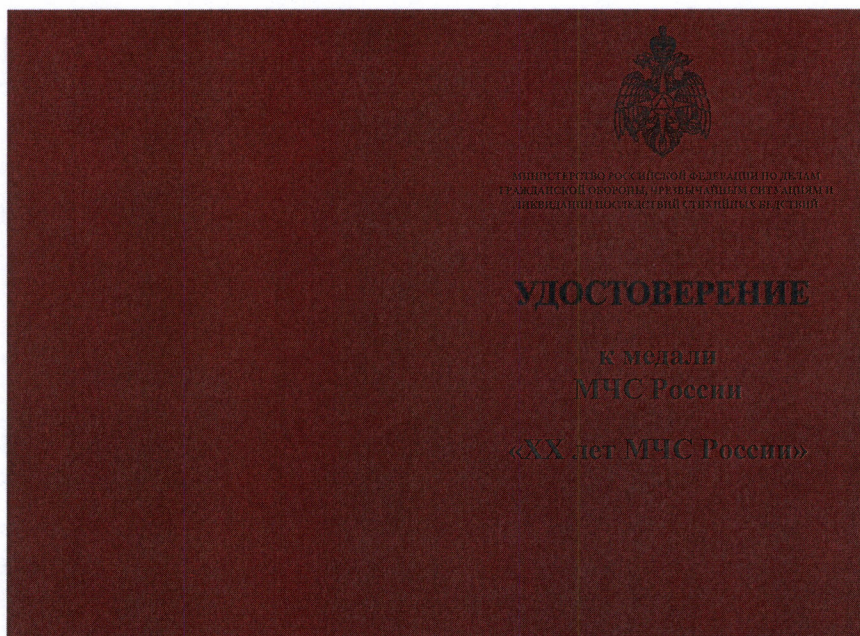 МИНИСТЕРСТВО РОССИЙСКОЙ ФЕДЕРАЦИИ ПО ДЕЛАМ
ГРАЖДАНСКОЙ ОБОРОНЫ, ЧРЕЗВЫЧАЙНЫМ СИТУАЦИЯМ И
ЛИКВИДАЦИИ ПОСЛЕДСТВИЙ СТИХИЙНЫХ БЕДСТВИЙ
УДОСТОВЕРЕНИЕ
к медали
МЧС России
«XX лет МЧС России»